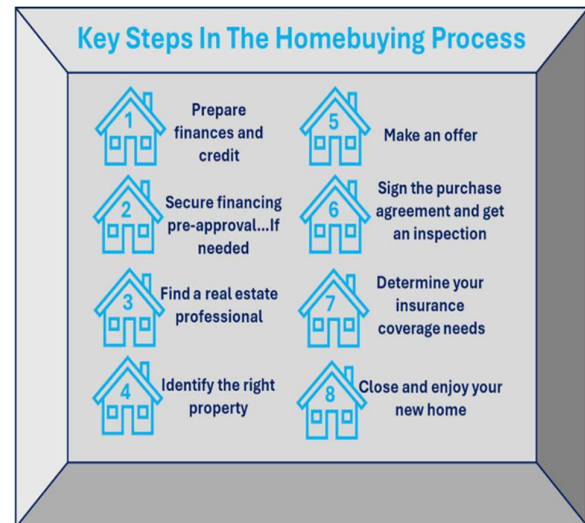 Key Steps In The Homebuying Process
1
Prepare
finances and
credit
2
Secure financing
pre-approval...If
needed
3
Find a real estate
professional
4
Identify the right
property
5
Make an offer
6
Sign the purchase
agreement and get
an inspection
7
Determine your
insurance
coverage needs
8
Close and enjoy your
new home